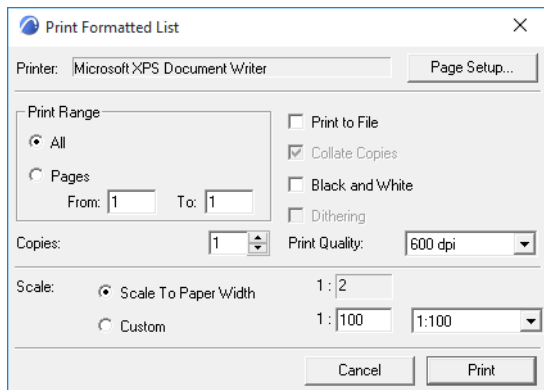 Print Formatted List
Printer: Microsoft XPS Document Writer Page Setup...
Print Range
All
Pages
From: 1 To: 1
Print to File
Collate Copies
Black and White
Dithering
Copies: 1 Print Quality: 600 dpi
Scale: Scale To Paper Width 1 : 2
Custom 1 : 100 1:100
Cancel Print